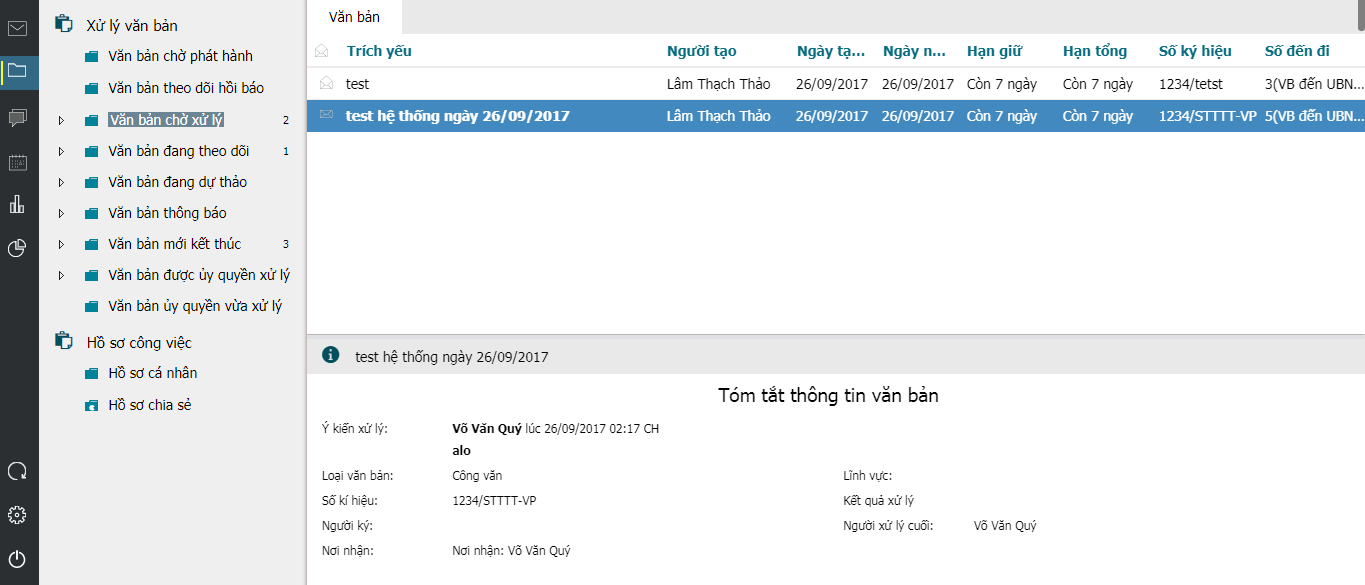 Xử lý văn bản
Văn bản chờ phát hành
Văn bản theo dõi hồi báo
Văn bản chờ xử lý 2
Văn bản đang theo dõi 1
Văn bản đang dự thảo
Văn bản thông báo
Văn bản mới kết thúc 3
Văn bản được ủy quyền xử lý
Văn bản ủy quyền vừa xử lý
Hồ sơ công việc
Hồ sơ cá nhân
Hồ sơ chia sẻ
Văn bản
Trích yếu Người tạo Ngày tạ... Ngày n... Hạn giữ Hạn tổng Số ký hiệu Số đến đi
test Lâm Thạch Thảo 26/09/2017 26/09/2017 Còn 7 ngày Còn 7 ngày 1234/tetst 3(VB đến UBN...
test hệ thống ngày 26/09/2017 Lâm Thạch Thảo 26/09/2017 26/09/2017 Còn 7 ngày Còn 7 ngày 1234/STTTT-VP 5(VB đến UBN...
test hệ thống ngày 26/09/2017
Tóm tắt thông tin văn bản
Ý kiến xử lý: Võ Văn Quý lúc 26/09/2017 02:17 CH
alo
Loại văn bản: Công văn Lĩnh vực:
Số kí hiệu: 1234/STTTT-VP Kết quả xử lý
Người ký: Người xử lý cuối: Võ Văn Quý
Nơi nhận: Nơi nhận: Võ Văn Quý